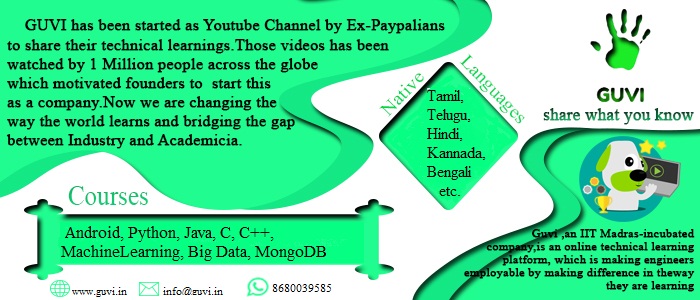 GUVI has been started as Youtube Channel by Ex-Paypalians
to share their technical learnings.Those videos has been
watched by 1 Million people across the globe
which motivated founders to start this
as a company.Now we are changing the
way the world learns and bridging the gap
between Industry and Academicia.
Native Languages
Tamil,
Telugu,
Hindi,
Kannada,
Bengali
etc.
GUVI
share what you know
Courses
Android, Python, Java, C, C++,
MachineLearning, Big Data, MongoDB
Guvi ,an IIT Madras-incubated
company,is an online technical learning
platform, which is making engineers
employable by making difference in theway
they are learning
www.guvi.in info@guvi.in 8680039585